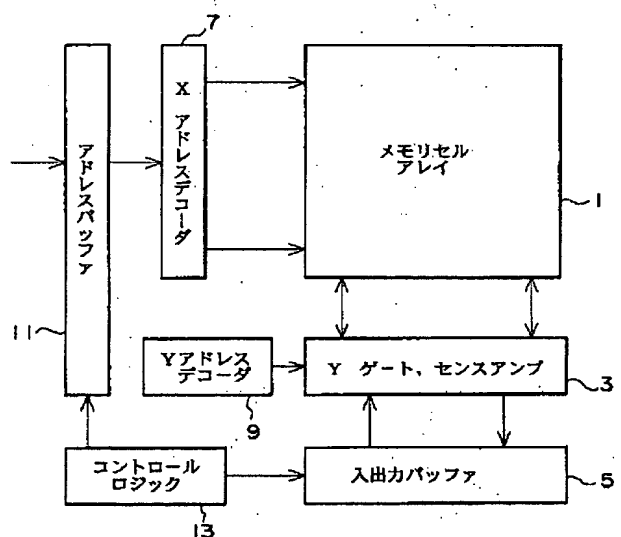 7
X アドレスデコーダ
アドレスバッファ
メモリセル
アレイ
1
11
Yアドレス
デコーダ
9
Y ゲート、センスアンプ
3
コントロール
ロジック
13
入出力バッファ
5